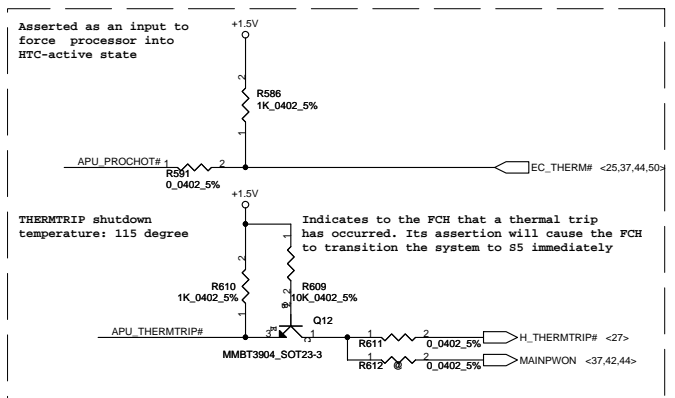 Asserted as an input to
force processor into
HTC-active state
+1.5V
2
R586
1K_0402_5%
1
APU_PROCHOT# 1 2
R591
0_0402_5%
EC_THERM# <25,37,44,50>
+1.5V
THERMTRIP shutdown
temperature: 115 degree
Indicates to the FCH that a thermal trip
has occurred. Its assertion will cause the FCH
to transition the system to S5 immediately
1
2
R610
1K_0402_5%
R609
10K_0402_5%
2
1
Q12
APU_THERMTRIP#
3 1
MMBT3904_SOT23-3
1 2
R611 0_0402_5%
H_THERMTRIP# <27>
1 2
R612 @ 0_0402_5%
MAINPWON <37,42,44>